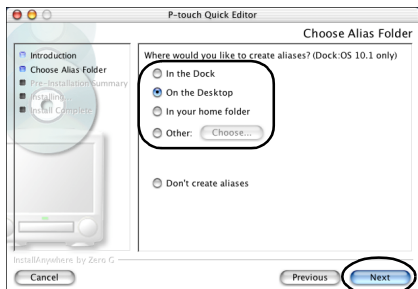 P-touch Quick Editor
Choose Alias Folder
Introduction
Choose Alias Folder
Pre-Installation Summary
Installing...
Install Complete
Where would you like to create aliases? (Dock:OS 10.1 only)
In the Dock
On the Desktop
In your home folder
Other: Choose...
Don't create aliases
InstallAnywhere by Zero G
Cancel Previous Next